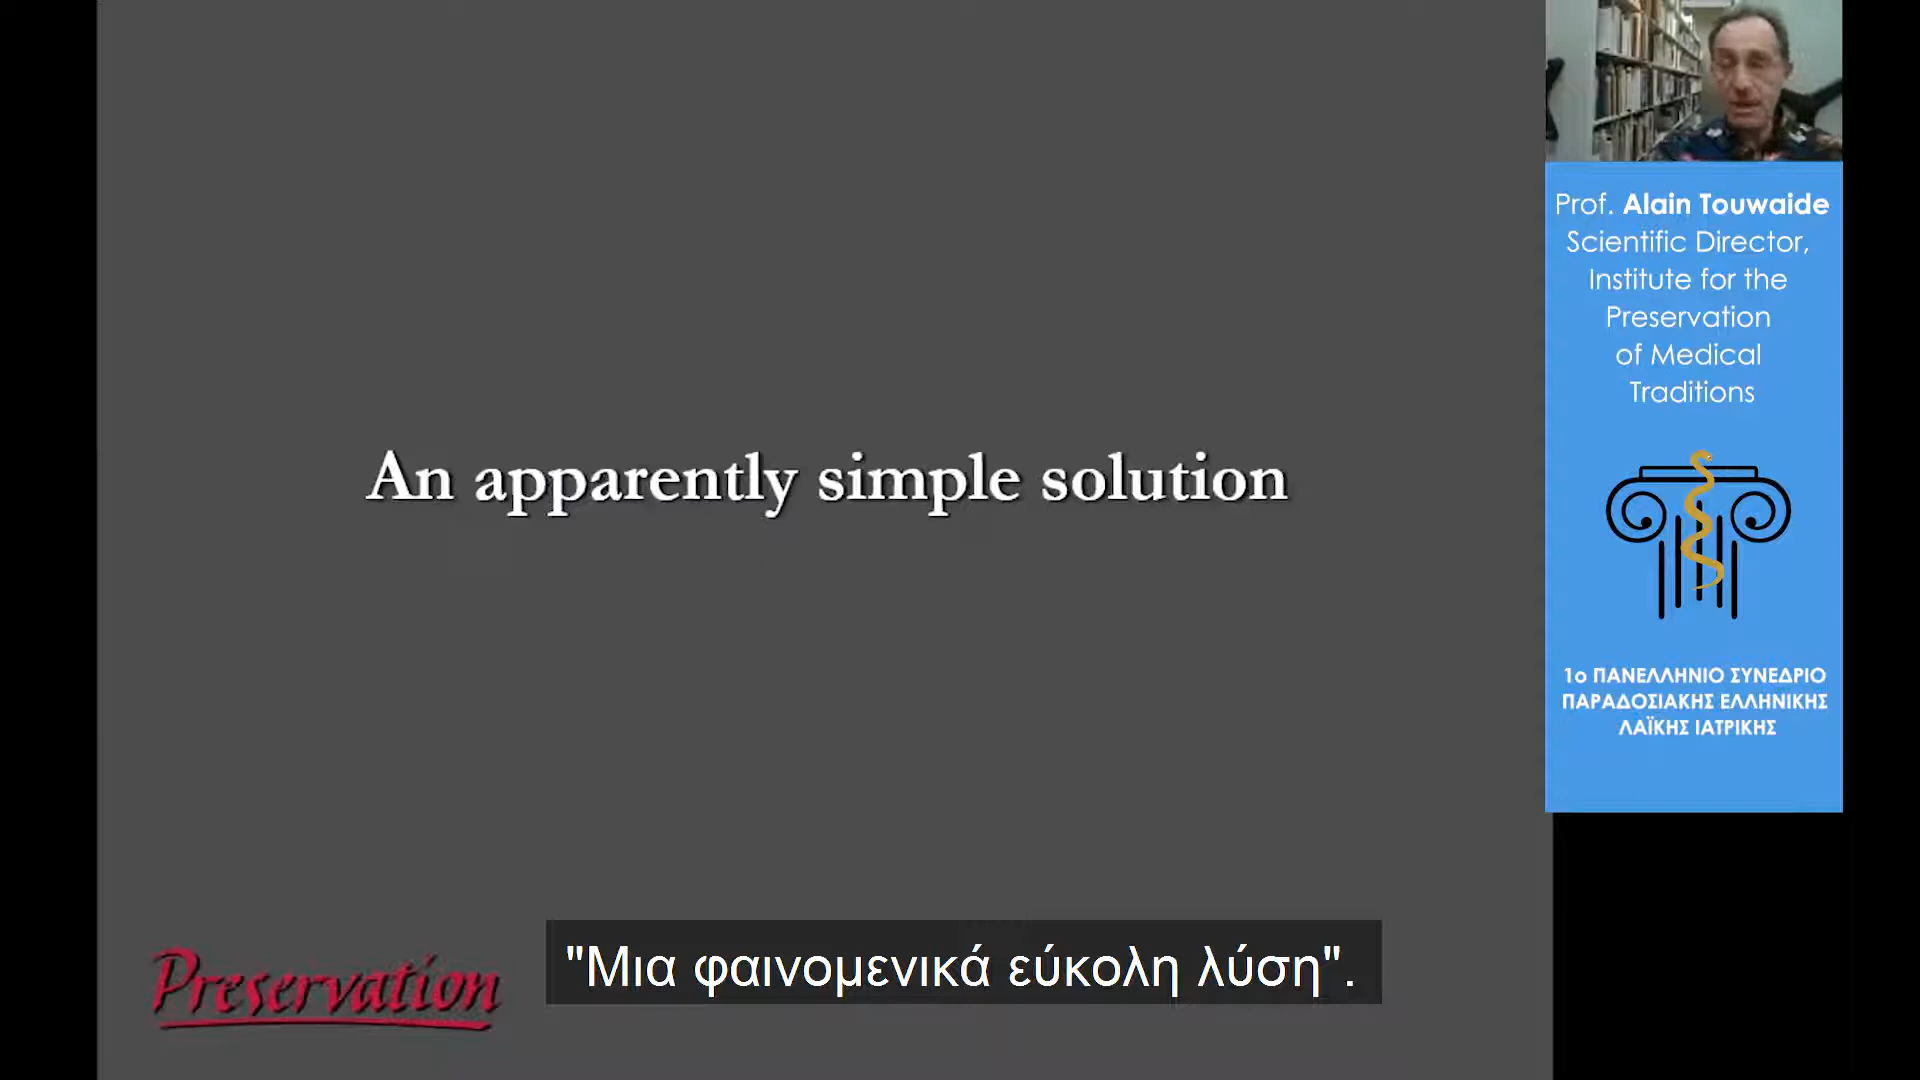 An apparently simple solution
Preservation
"Μια φαινομενικά εύκολη λύση".
Prof. Alain Touwaide
Scientific Director,
Institute for the
Preservation
of Medical
Traditions
1ο ΠΑΝΕΛΛΗΝΙΟ ΣΥΝΕΔΡΙΟ
ΠΑΡΑΔΟΣΙΑΚΗΣ ΕΛΛΗΝΙΚΗΣ
ΛΑΪΚΗΣ ΙΑΤΡΙΚΗΣ